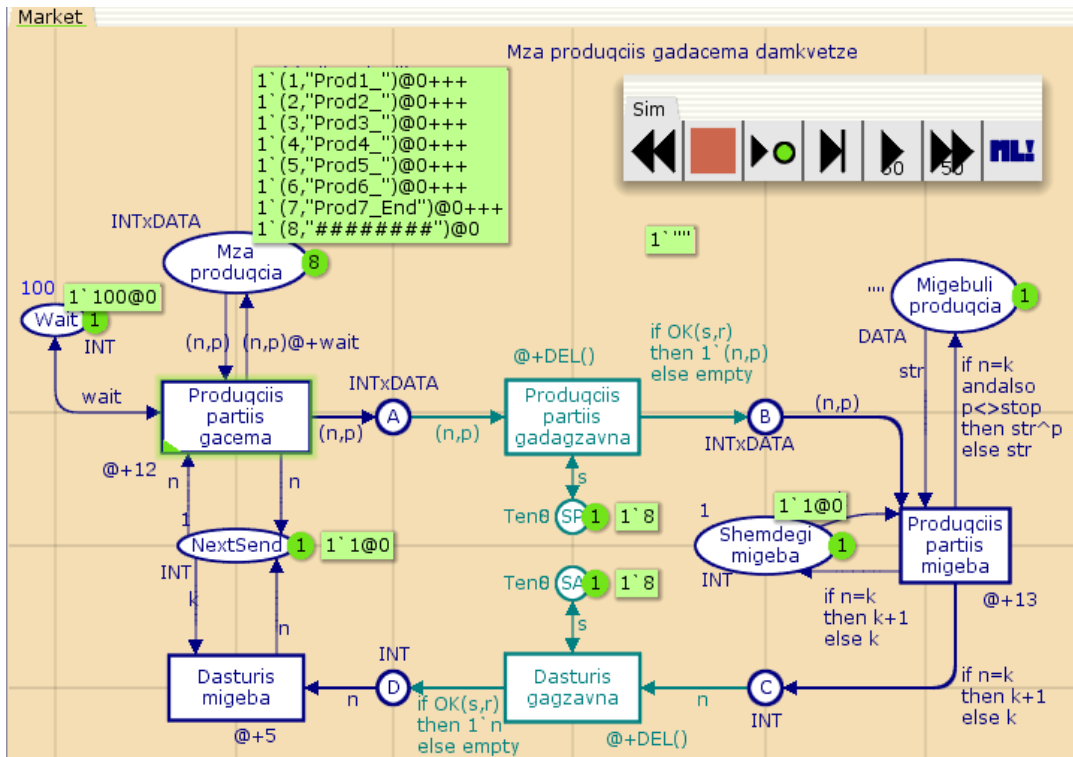 Market
Mza produqciis gadacema damkvetze
1`(1,"Prod1_")@0+++
1`(2,"Prod2_")@0+++
1`(3,"Prod3_")@0+++
1`(4,"Prod4_")@0+++
1`(5,"Prod5_")@0+++
1`(6,"Prod6_")@0+++
1`(7,"Prod7_End")@0+++
1`(8,"########")@0
Sim
50
50
ML!
INTxDATA
Mza
produqcia
8
1`""
100
1`100@0
Wait
1
INT
""
Migebuli
produqcia
1
DATA
(n,p)
(n,p)@+wait
wait
if OK(s,r)
then 1`(n,p)
else empty
@+DEL()
str
if n=k
andalso
p<>stop
then str^p
else str
Produqciis
partiis
gacema
@+12
(n,p)
INTxDATA
A
(n,p)
Produqciis
partiis
gadagzavna
B
INTxDATA
(n,p)
n
n
s
1
NextSend
1
1`1@0
INT
Ten0
SP
1
1`8
1
1`1@0
Shemdegi
migeba
1
INT
Produqciis
partiis
migeba
@+13
Ten0
SA
1
1`8
k
n
s
if n=k
then k+1
else k
Dasturis
migeba
@+5
n
INT
D
if OK(s,r)
then 1`n
else empty
Dasturis
gagzavna
@+DEL()
n
C
INT
if n=k
then k+1
else k